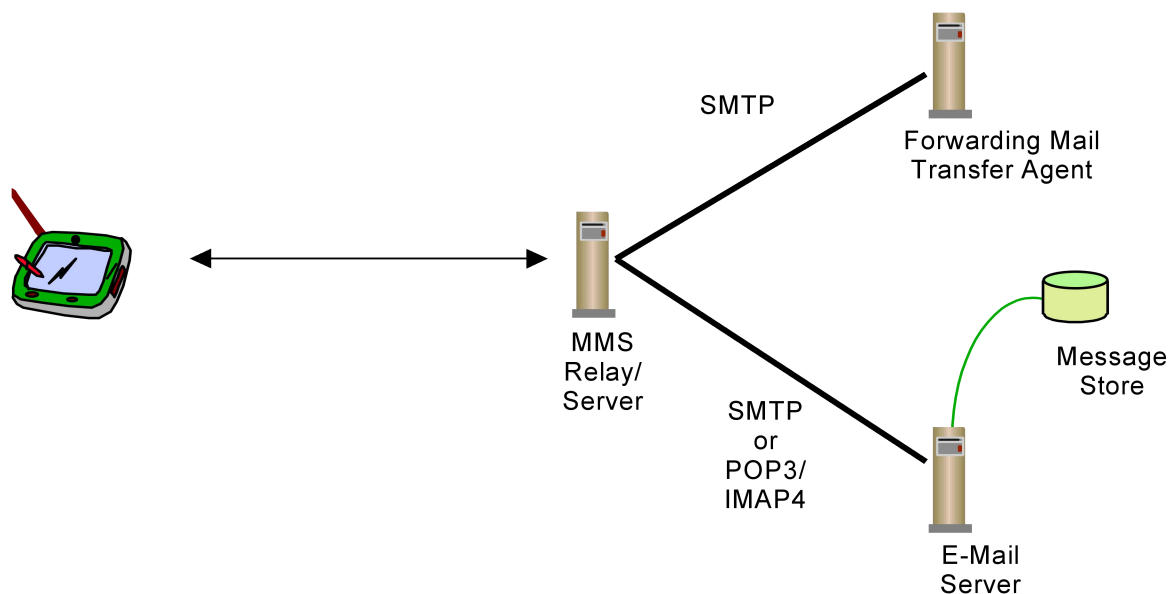 SMTP
Forwarding Mail
Transfer Agent
MMS
Relay/
Server
Message
Store
SMTP
or
POP3/
IMAP4
E-Mail
Server